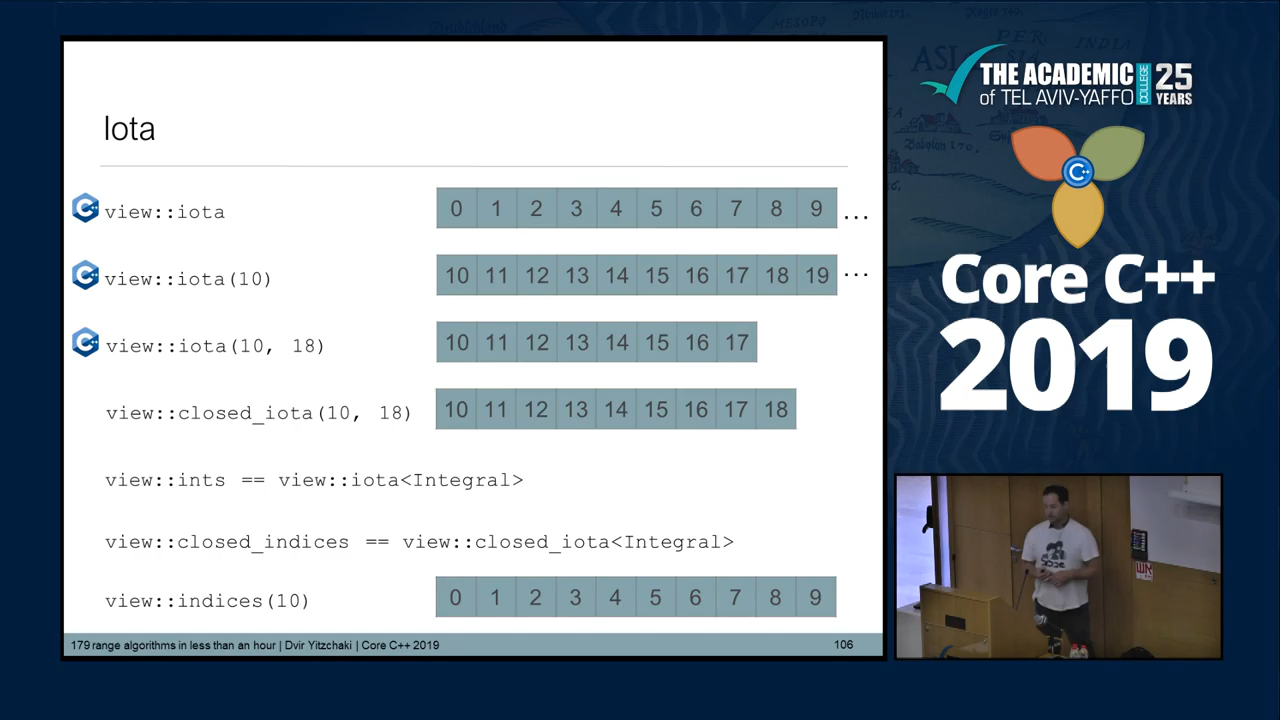 Iota
view::iota
0 1 2 3 4 5 6 7 8 9 ...
view::iota(10)
10 11 12 13 14 15 16 17 18 19 ...
view::iota(10, 18)
10 11 12 13 14 15 16 17
view::closed_iota(10, 18)
10 11 12 13 14 15 16 17 18
view::ints == view::iota<Integral>
view::closed_indices == view::closed_iota<Integral>
view::indices(10)
0 1 2 3 4 5 6 7 8 9
179 range algorithms in less than an hour | Dvir Yitzchaki | Core C++ 2019
106
THE ACADEMIC
of TEL AVIV-YAFFO
COLLEGE
25
YEARS
C++
Core C++
2019